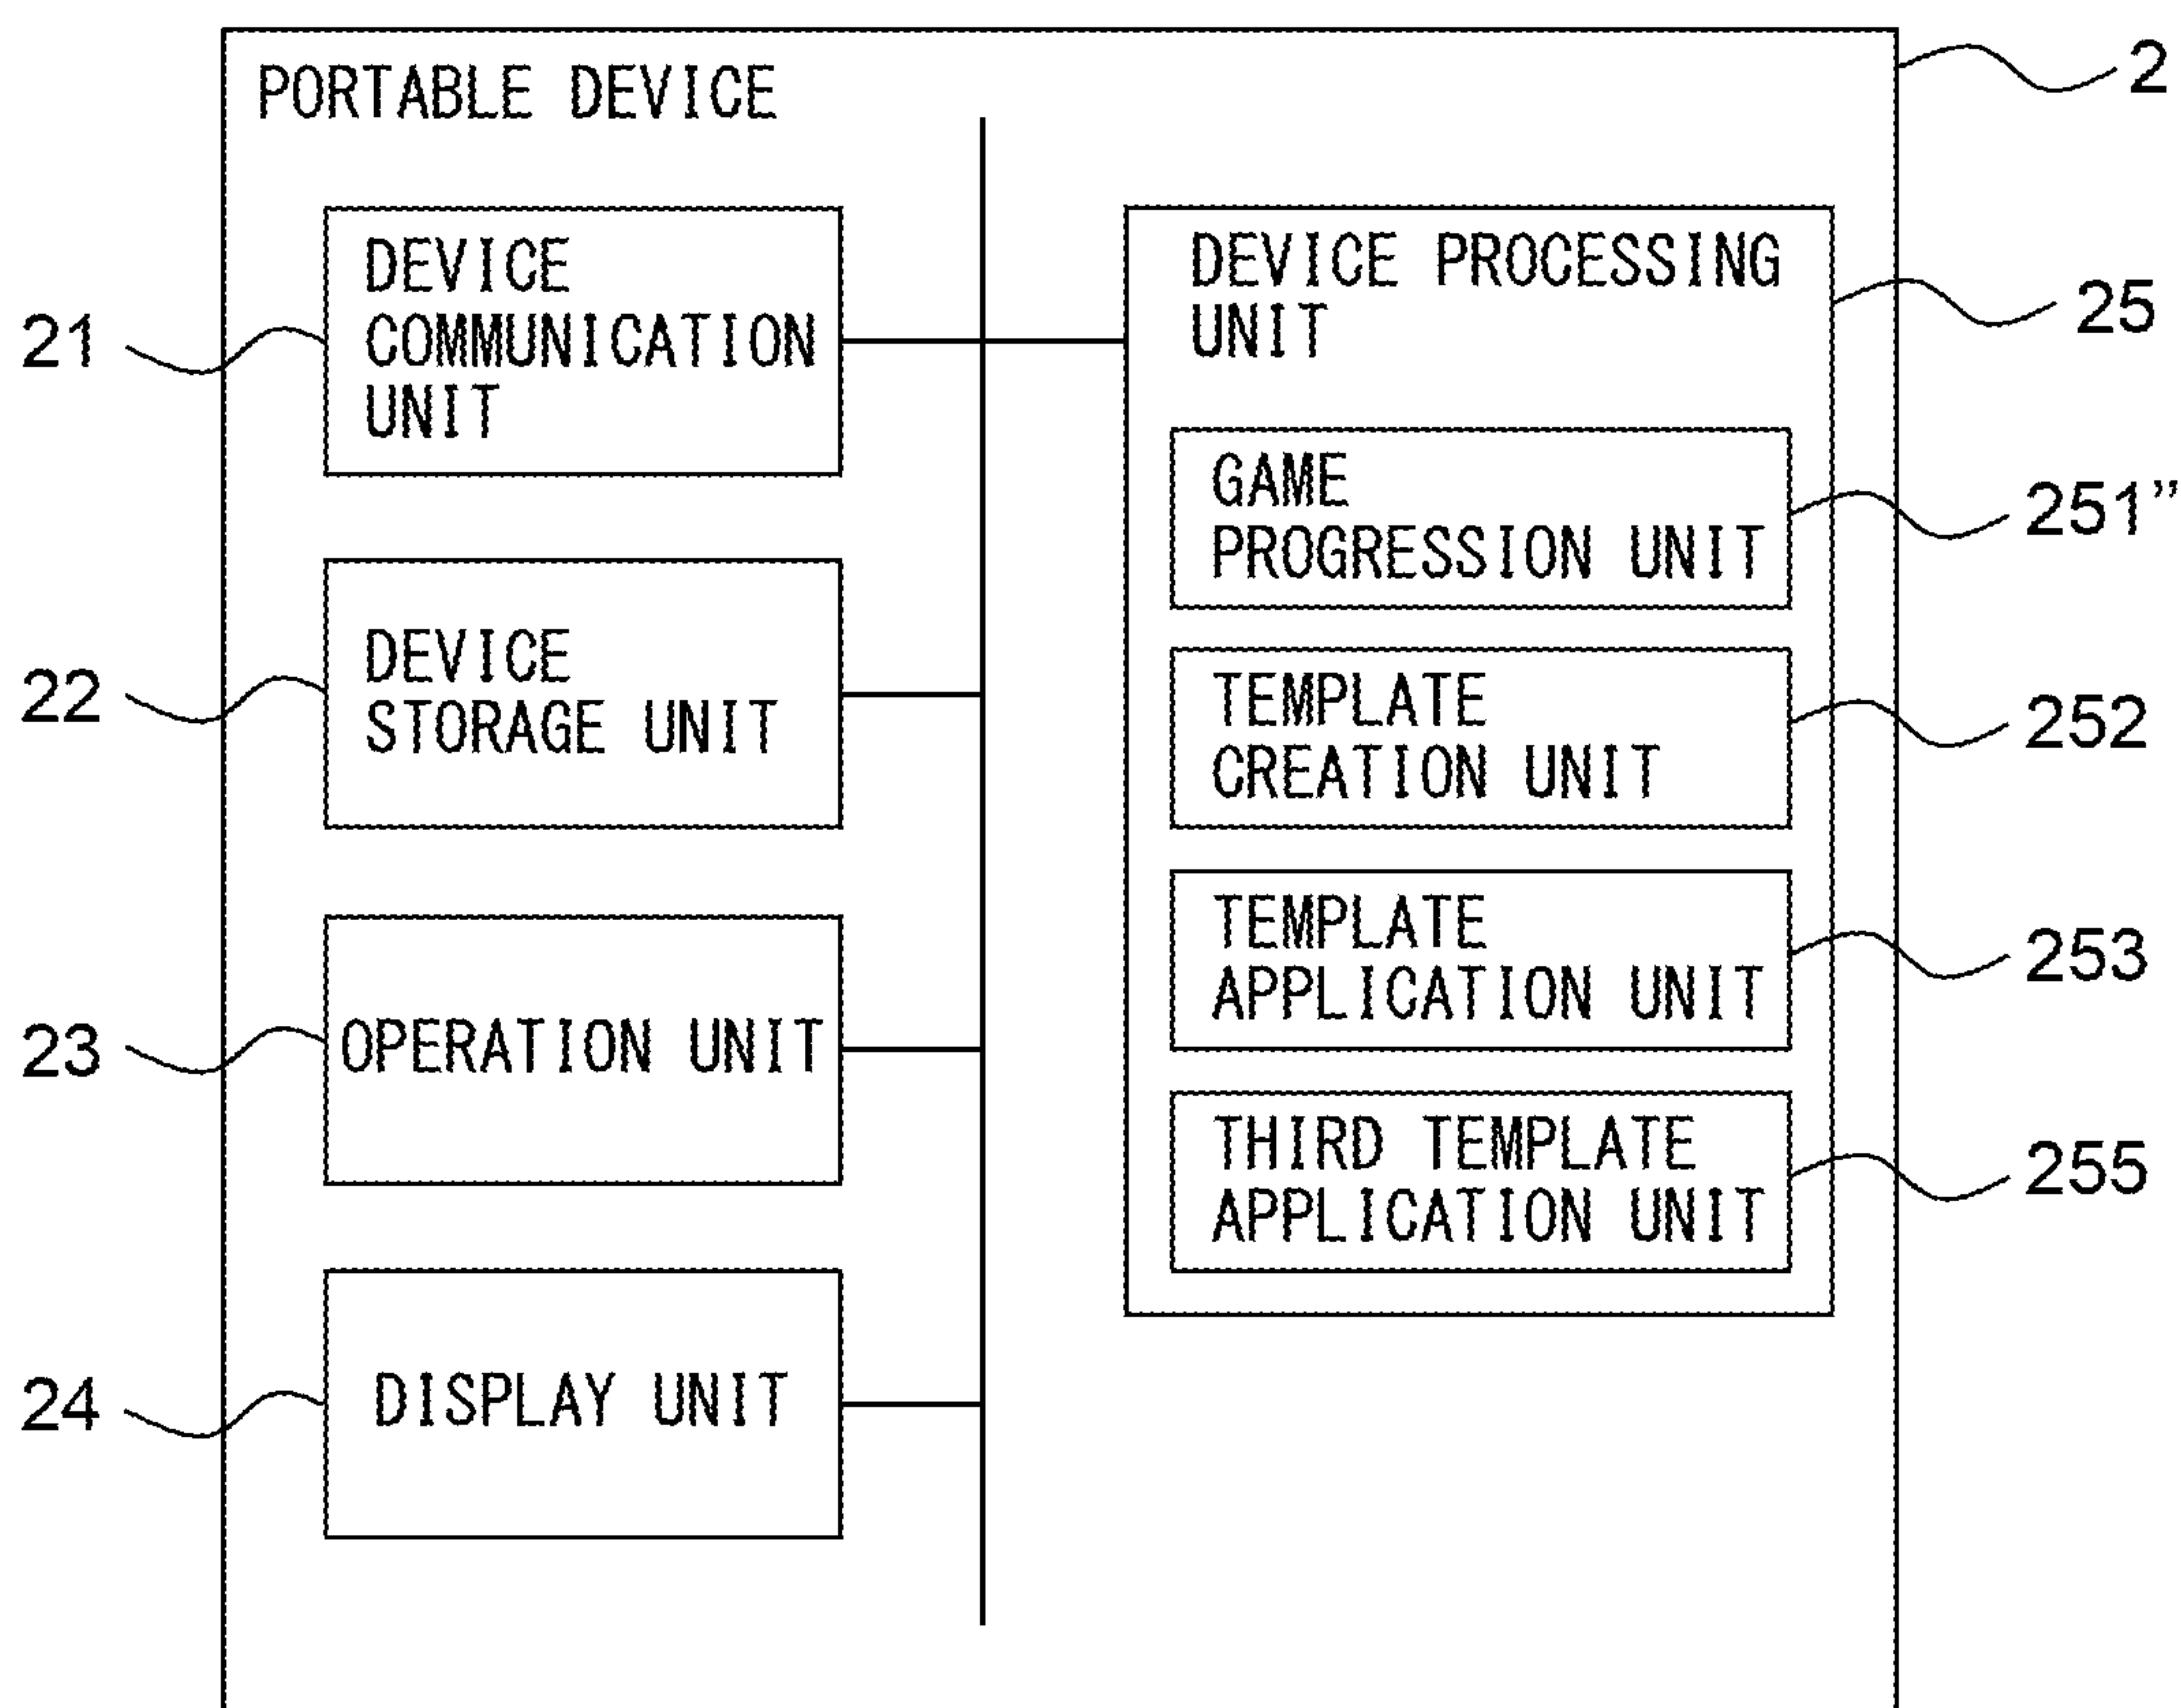 PORTABLE DEVICE
2
21
DEVICE
COMMUNICATION
UNIT
22
DEVICE
STORAGE UNIT
23
OPERATION UNIT
24
DISPLAY UNIT
DEVICE PROCESSING
UNIT
25
GAME
PROGRESSION UNIT
251”
TEMPLATE
CREATION UNIT
252
TEMPLATE
APPLICATION UNIT
253
THIRD TEMPLATE
APPLICATION UNIT
255